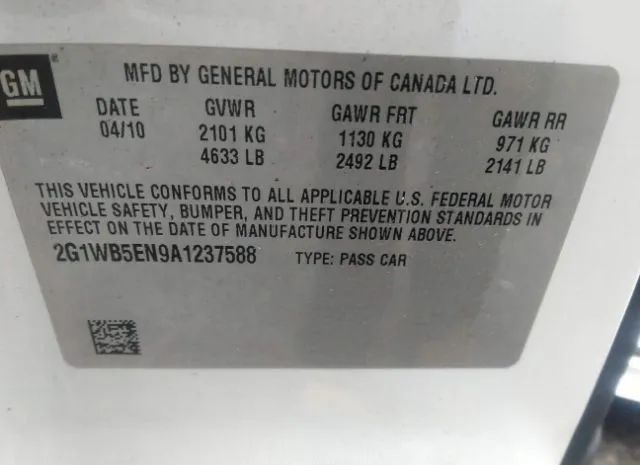 GM
MFD BY GENERAL MOTORS OF CANADA LTD.
DATE GVWR GAWR FRT GAWR RR
04/10 2101 KG 1130 KG 971 KG
4633 LB 2492 LB 2141 LB
THIS VEHICLE CONFORMS TO ALL APPLICABLE U.S. FEDERAL MOTOR
VEHICLE SAFETY, BUMPER, AND THEFT PREVENTION STANDARDS IN
EFFECT ON THE DATE OF MANUFACTURE SHOWN ABOVE.
2G1WB5EN9A1237588 TYPE: PASS CAR